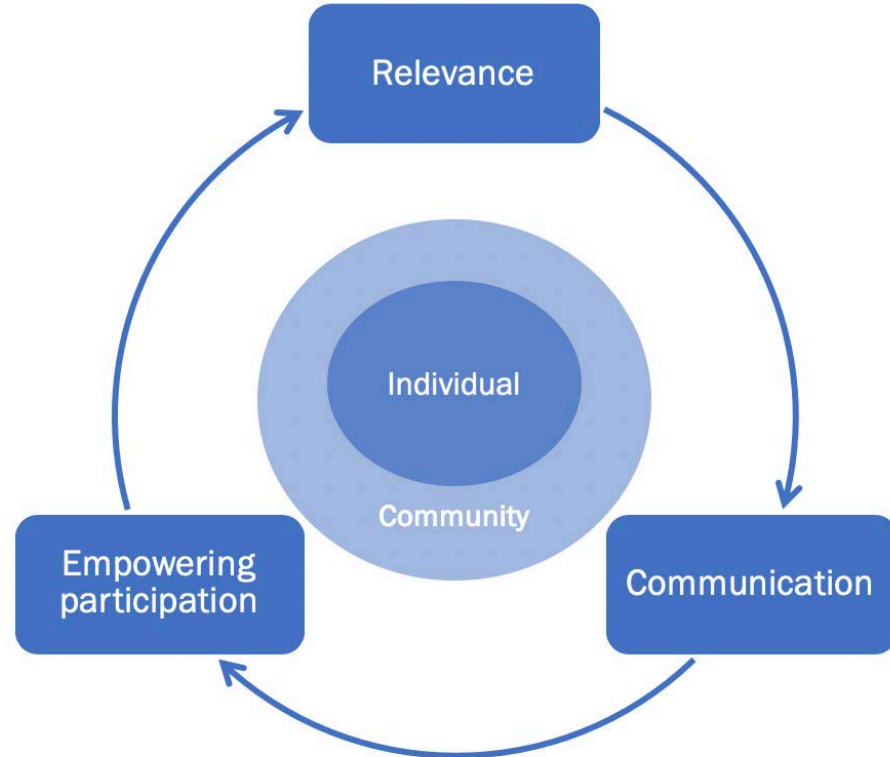 Relevance
Individual
Community
Empowering
participation
Communication